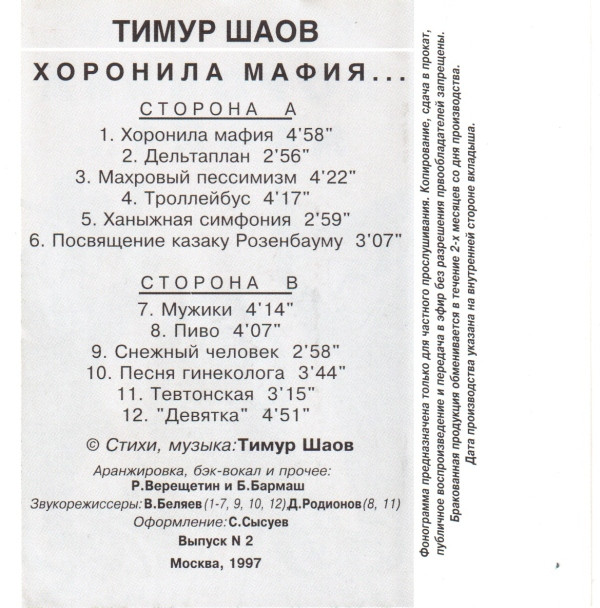 ТИМУР ШАОВ
ХОРОНИЛА МАФИЯ...
СТОРОНА А
1. Хоронила мафия 4'58"
2. Дельтаплан 2'56"
3. Махровый пессимизм 4'22"
4. Троллейбус 4'17"
5. Ханыжная симфония 2'59"
6. Посвящение казаку Розенбауму 3'07"
СТОРОНА В
7. Мужики 4'14"
8. Пиво 4'07"
9. Снежный человек 2'58"
10. Песня гинеколога 3'44"
11. Тевтонская 3'15"
12. "Девятка" 4'51"
© Стихи, музыка:Тимур Шаов
Аранжировка, бэк-вокал и прочее:
Р.Верещетин и Б.Бармаш
Звукорежиссеры:В.Беляев(1-7, 9, 10, 12)Д.Родионов(8, 11)
Оформление:С.Сысуев
Выпуск N 2
Москва, 1997
Фонограмма предназначена только для частного прослушивания. Копирование, сдача в прокат,
публичное воспроизведение и передача в эфир без разрешения првообладателей запрещены.
Бракованная продукция обменивается в течение 2-х месяцев со дня производства.
Дата производства указана на внутренней стороне вкладыша.